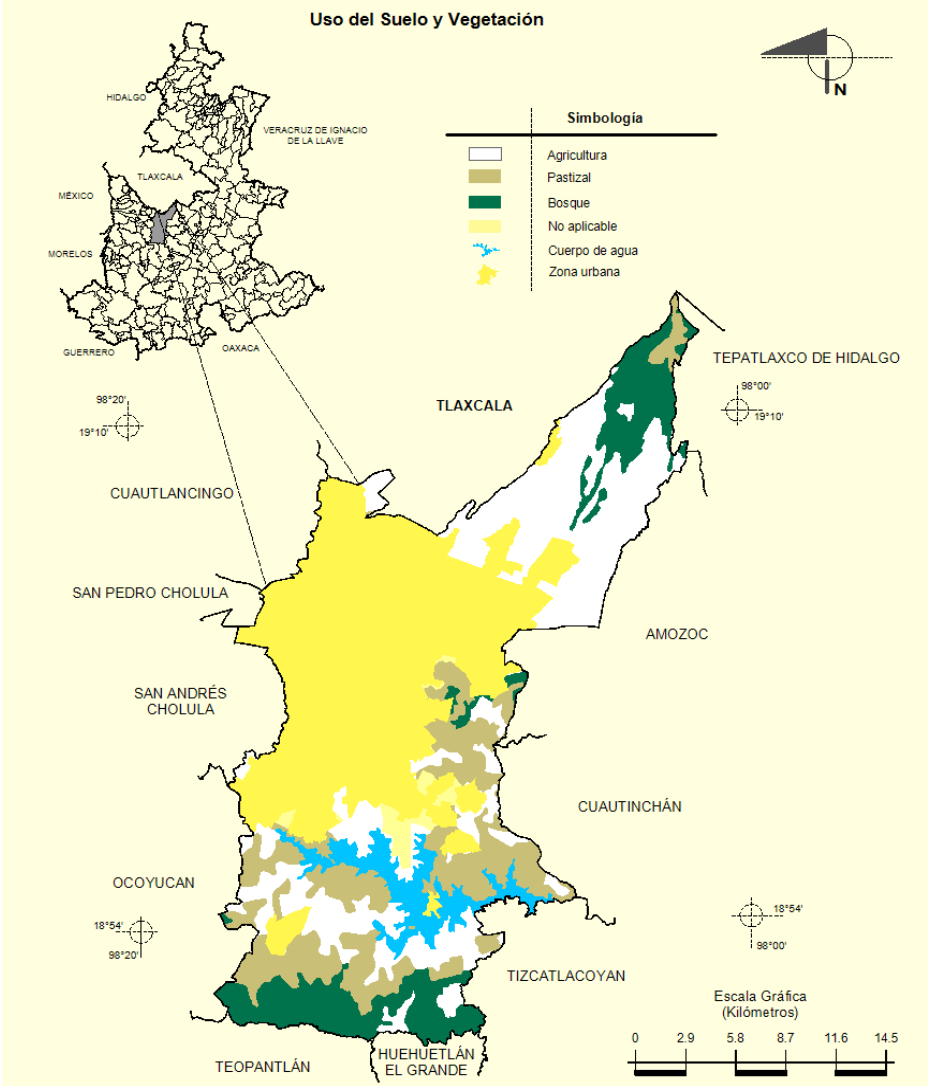 Uso del Suelo y Vegetación
N
HIDALGO
VERACRUZ DE IGNACIO
DE LA LLAVE
TLAXCALA
MÉXICO
MORELOS
GUERRERO
OAXACA
Simbología
Agricultura
Pastizal
Bosque
No aplicable
Cuerpo de agua
Zona urbana
TEPATLAXCO DE HIDALGO
98°20'
19°10'
98°00'
19°10'
TLAXCALA
CUAUTLANCINGO
SAN PEDRO CHOLULA
AMOZOC
SAN ANDRÉS
CHOLULA
CUAUTINCHÁN
OCOYUCAN
18°54'
98°20'
18°54'
98°00'
TIZCATLACOYAN
Escala Gráfica
(Kilómetros)
0 2.9 5.8 8.7 11.6 14.5
TEOPANTLÁN
HUEHUETLÁN
EL GRANDE